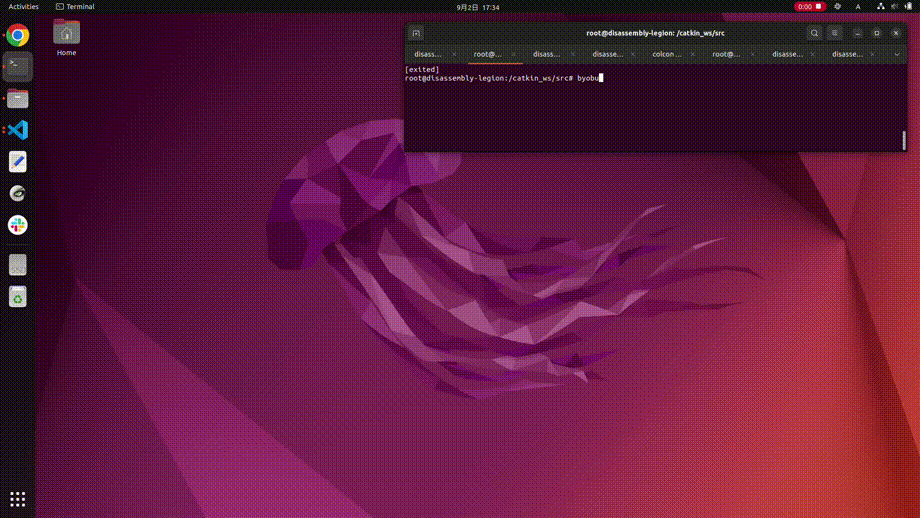 Activities
Terminal
9月2日 17:34
0:00
A
Home
root@disassembly-legion: /catkin_ws/src
disass...
root@...
disass...
disasse...
colcon ...
root@...
disasse...
disasse...
[exited]
root@disassembly-legion:/catkin_ws/src# byobu